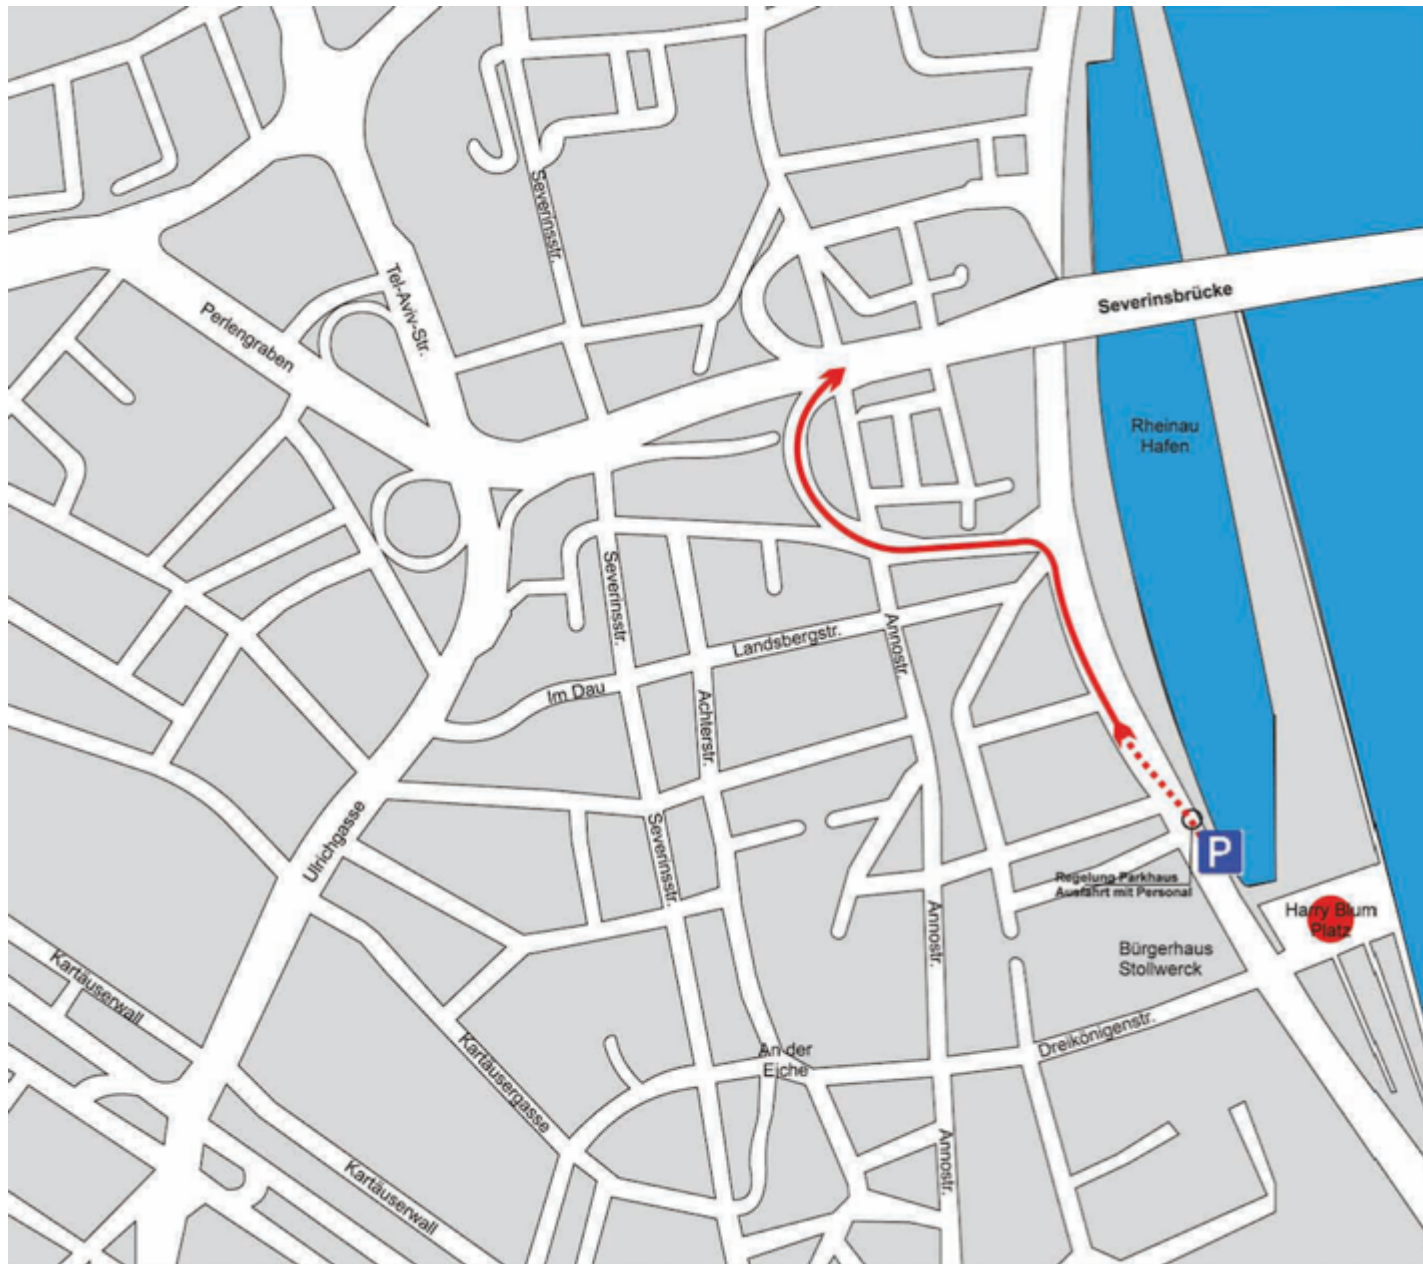 Severinsstr.
Tel-Aviv-Str.
Severinsbrücke
Perlengraben
Rheinau
Hafen
Severinsstr.
Annostr.
Landsbergstr.
Im Dau
Achterstr.
Ulrichgasse
Severinsstr.
P
Regelung Parkhaus
Ausfahrt mit Personal
Harry Blum
Platz
Annostr.
Bürgerhaus
Stollwerck
Kartäuserwall
Dreikönigenstr.
An der
Eiche
Kartäusergasse
Annostr.
Kartäuserwall